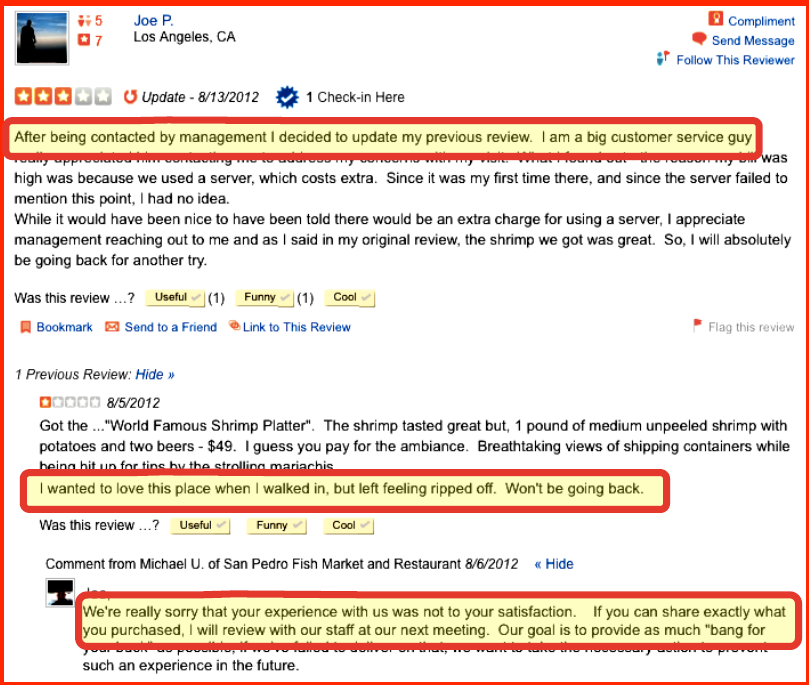 5
Joe P.
7
Los Angeles, CA
Compliment
Send Message
Follow This Reviewer
Update - 8/13/2012
1 Check-in Here
After being contacted by management I decided to update my previous review. I am a big customer service guy
really appreciated him contacting me to address my concerns with my visit. What I found out - the reason my bill was
high was because we used a server, which costs extra. Since it was my first time there, and since the server failed to
mention this point, I had no idea.
While it would have been nice to have been told there would be an extra charge for using a server, I appreciate
management reaching out to me and as I said in my original review, the shrimp we got was great. So, I will absolutely
be going back for another try.
Was this review …? Useful (1) Funny (1) Cool
Bookmark Send to a Friend Link to This Review
Flag this review
1 Previous Review: Hide »
8/5/2012
Got the ..."World Famous Shrimp Platter". The shrimp tasted great but, 1 pound of medium unpeeled shrimp with
potatoes and two beers - $49. I guess you pay for the ambiance. Breathtaking views of shipping containers while
being hit up for tips by the strolling mariachis
I wanted to love this place when I walked in, but left feeling ripped off. Won't be going back.
Was this review …? Useful Funny Cool
Comment from Michael U. of San Pedro Fish Market and Restaurant 8/6/2012 « Hide
We're really sorry that your experience with us was not to your satisfaction. If you can share exactly what
you purchased, I will review with our staff at our next meeting. Our goal is to provide as much "bang for
your buck" as possible, if we've failed to deliver on that, we want to take the necessary action to prevent
such an experience in the future.